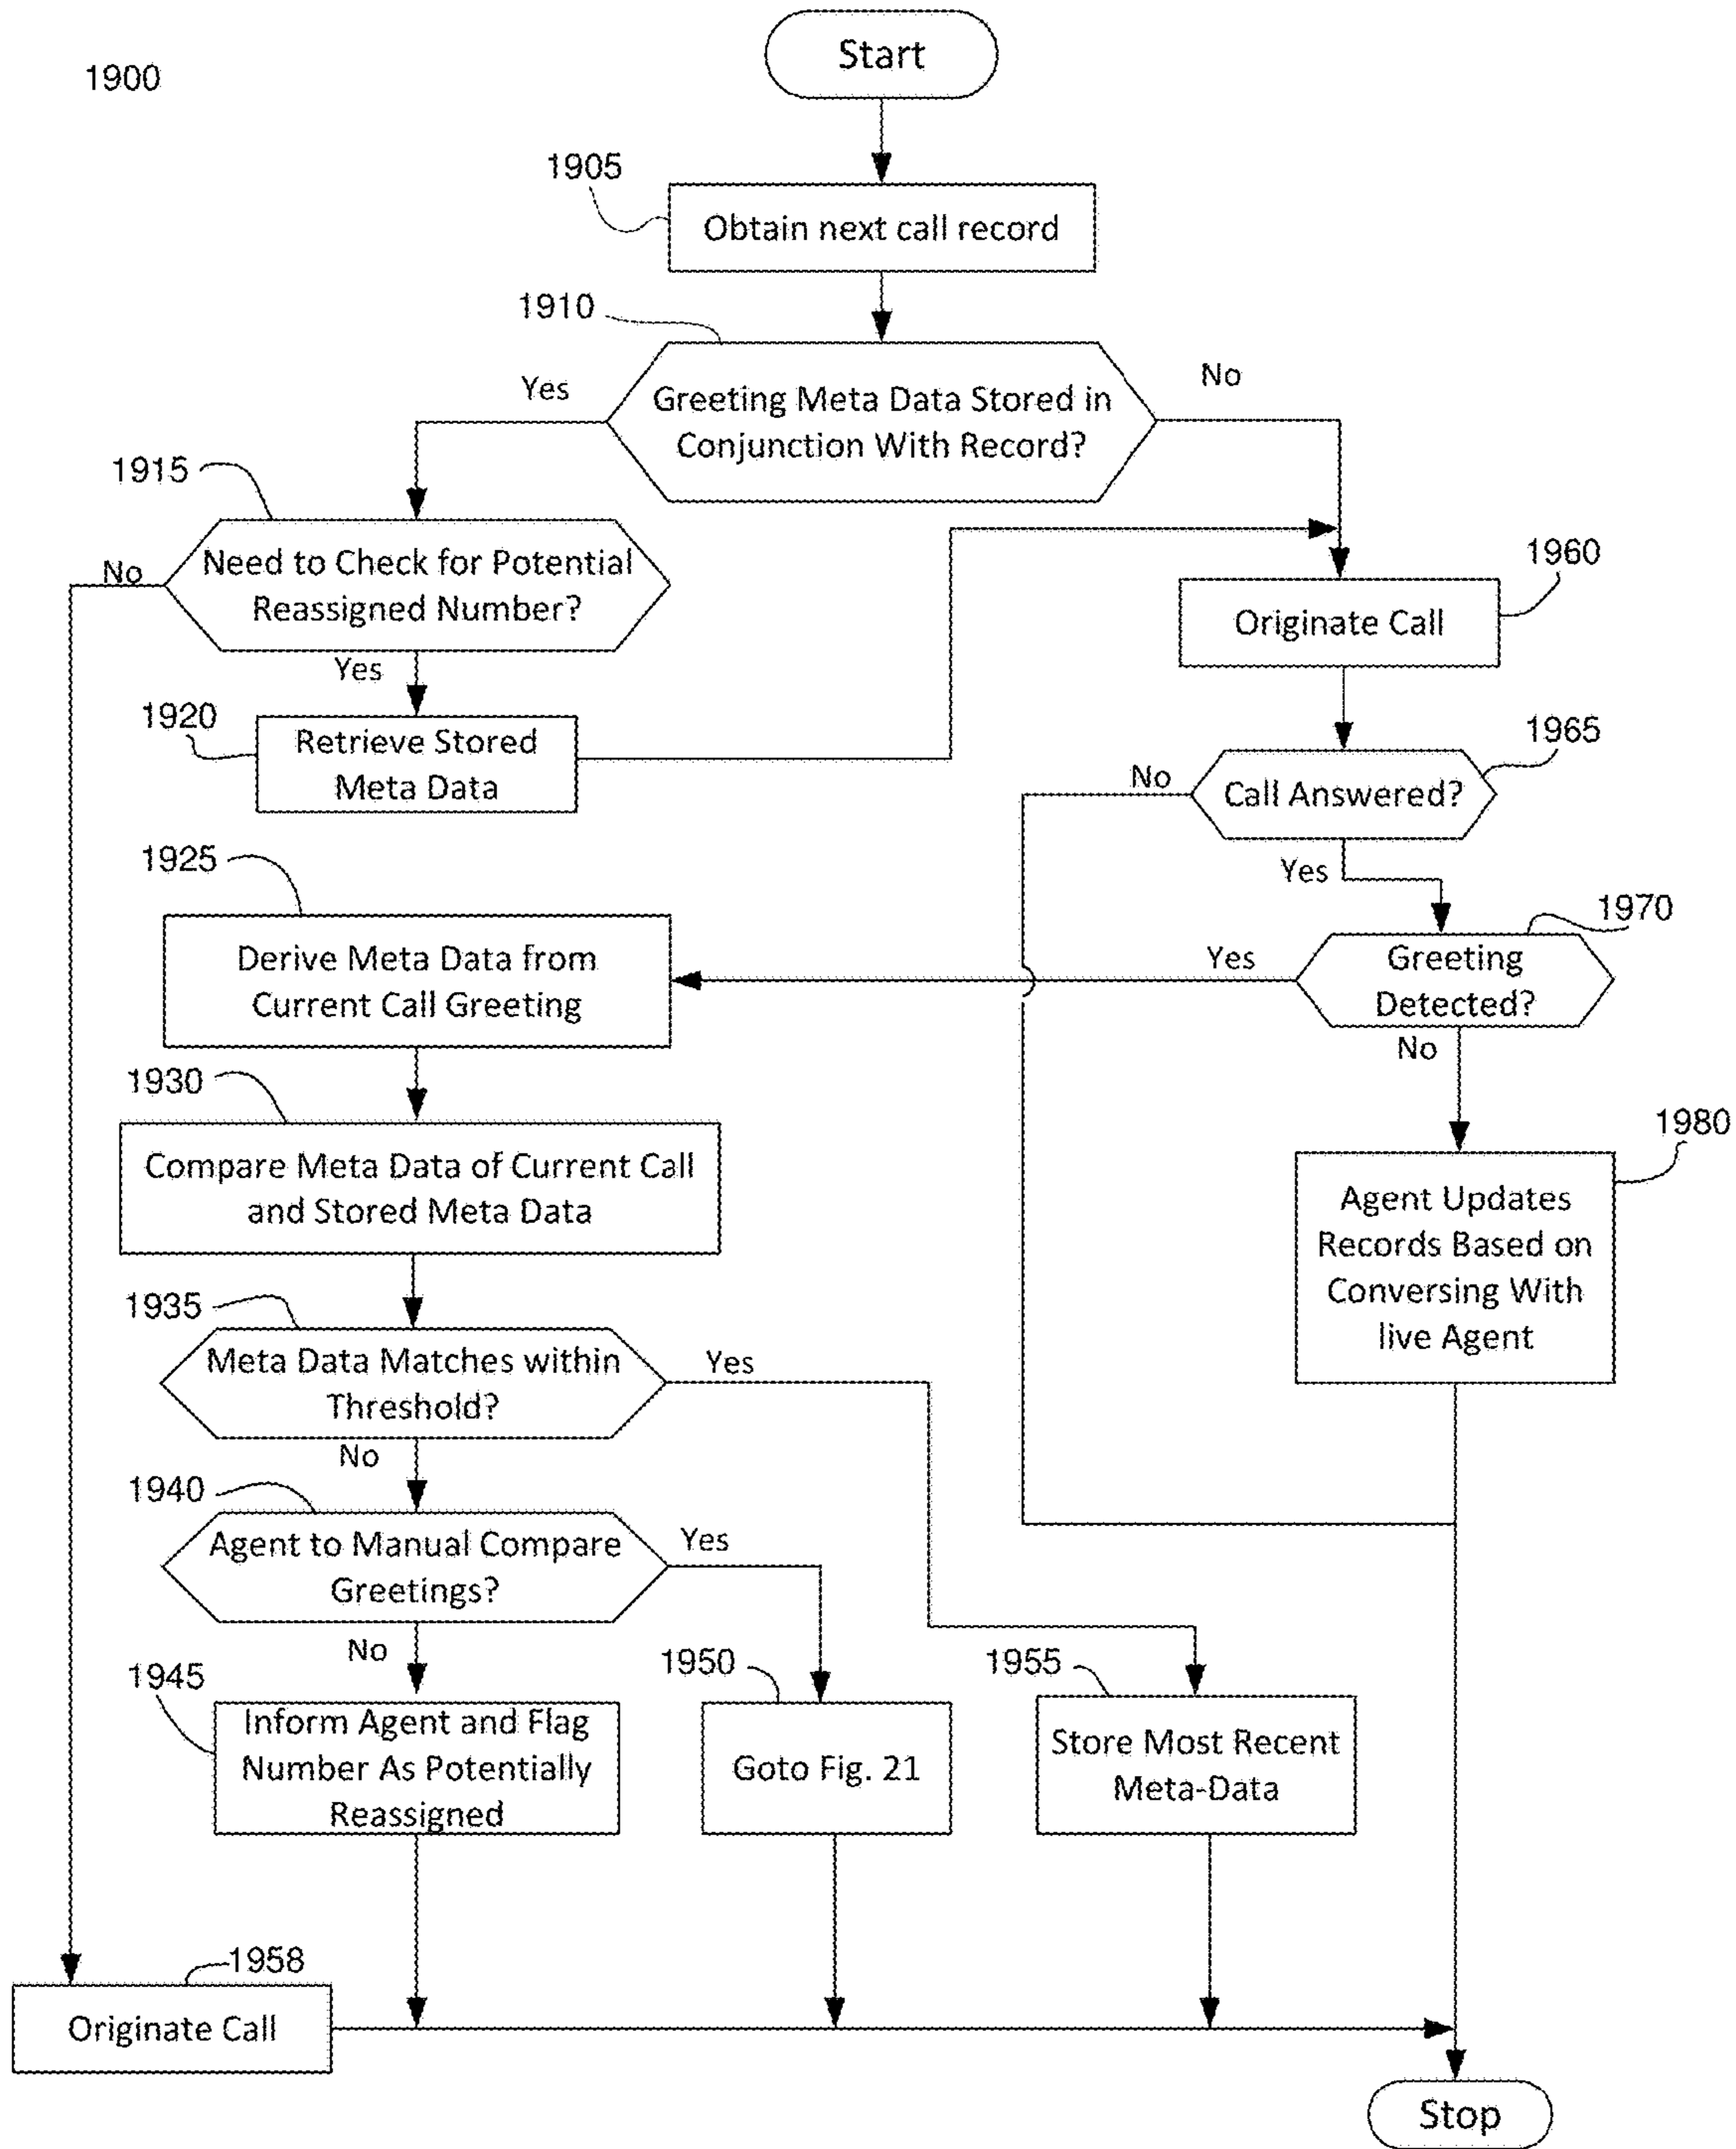 Start
1900
1905
Obtain next call record
1910
Yes
No
Greeting Meta Data Stored in
Conjunction With Record?
1915
No
Need to Check for Potential
Reassigned Number?
1960
Originate Call
Yes
1920
Retrieve Stored
Meta Data
1965
No
Call Answered?
Yes
1925
1970
Derive Meta Data from
Current Call Greeting
Yes
Greeting
Detected?
No
1930
Compare Meta Data of Current Call
and Stored Meta Data
1980
Agent Updates
Records Based on
Conversing With
live Agent
1935
Meta Data Matches within
Threshold?
Yes
No
1940
Agent to Manual Compare
Greetings?
Yes
No
1945
Inform Agent and Flag
Number As Potentially
Reassigned
1950
Goto Fig. 21
1955
Store Most Recent
Meta-Data
1958
Originate Call
Stop